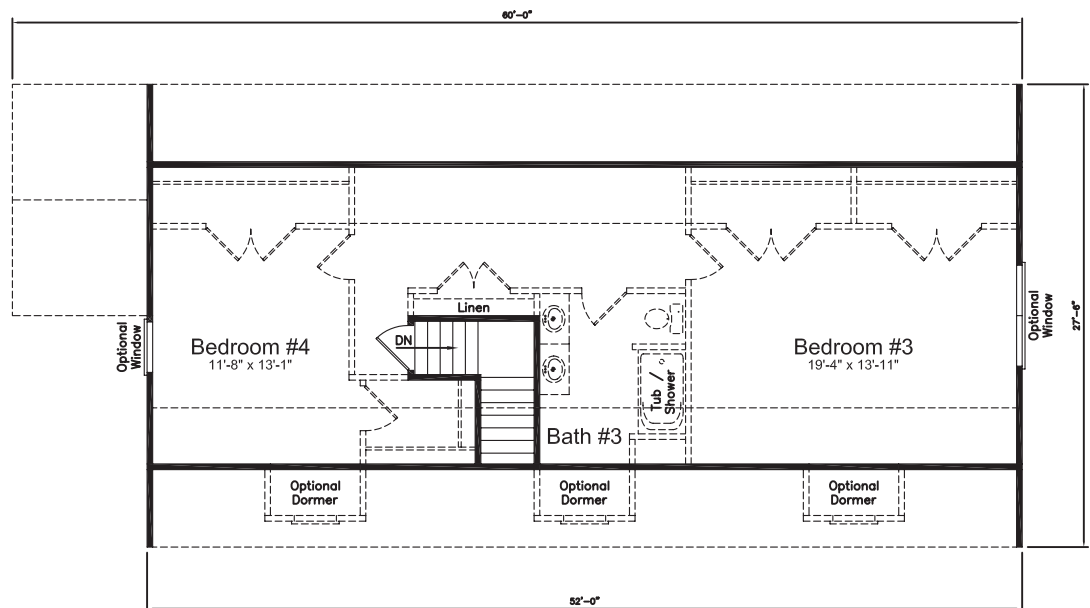 60'-0"
27'-6"
Optional
Window
Bedroom #4
11'-8" x 13'-1"
DN
Linen
Tub /
Shower
Bath #3
Bedroom #3
19'-4" x 13'-11"
Optional
Window
Optional
Dormer
Optional
Dormer
Optional
Dormer
52'-0"